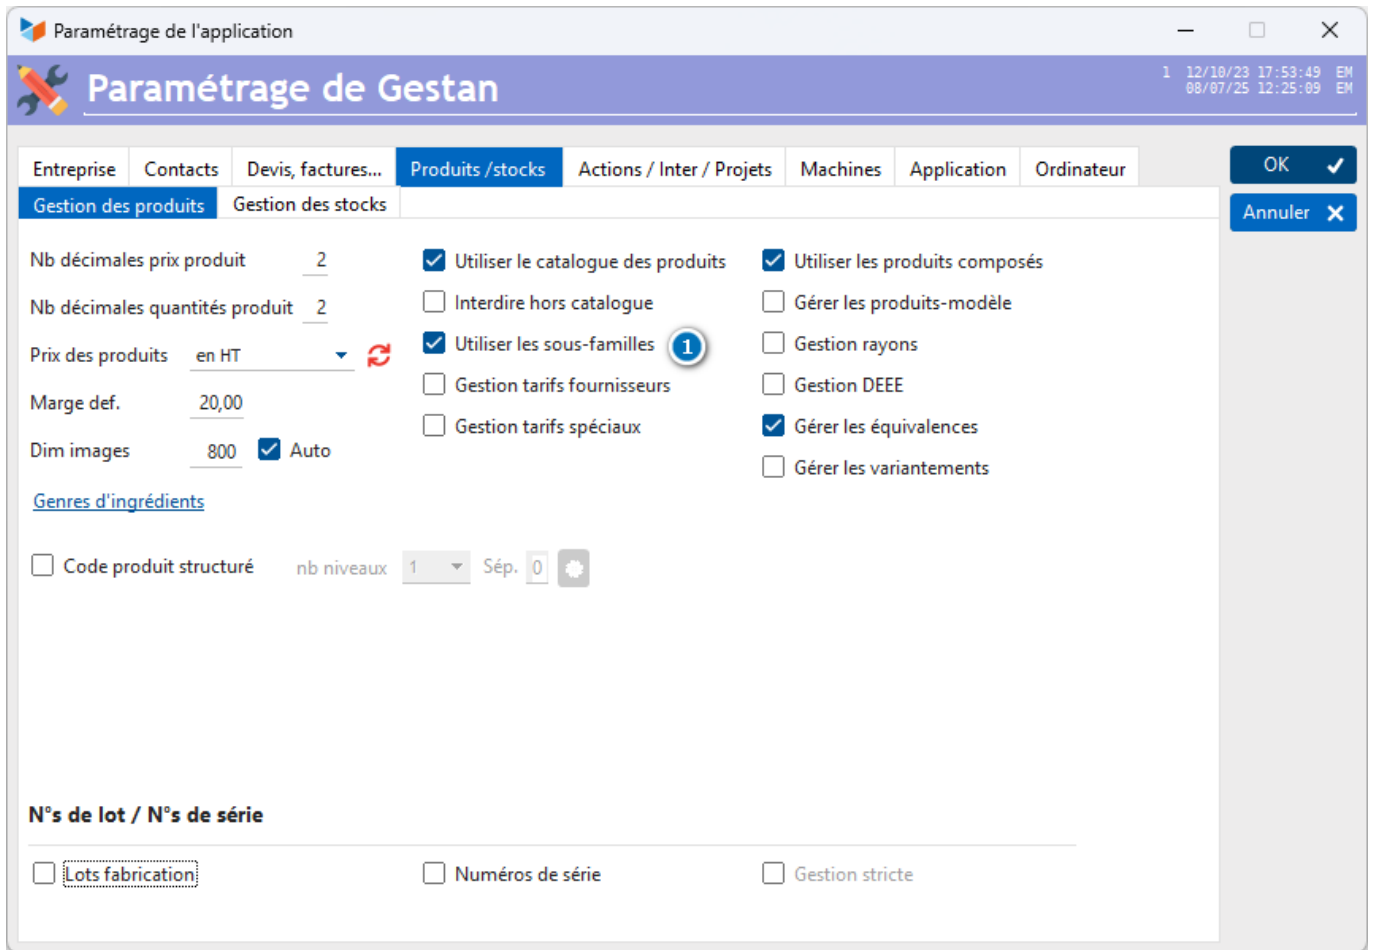 Paramétrage de l'application
Paramétrage de Gestan
1 12/10/23 17:53:49 EM
08/07/25 12:25:09 EM
Entreprise Contacts Devis, factures... Produits /stocks Actions / Inter / Projets Machines Application Ordinateur
OK
Gestion des produits Gestion des stocks
Annuler
Nb décimales prix produit 2
Utiliser le catalogue des produits
Utiliser les produits composés
Nb décimales quantités produit 2
Interdire hors catalogue
Gérer les produits-modèle
Prix des produits en HT
Utiliser les sous-familles 1
Gestion rayons
Marge def. 20,00
Gestion tarifs fournisseurs
Gestion DEEE
Dim images 800 Auto
Gestion tarifs spéciaux
Gérer les équivalences
Gérer les variantements
Genres d'ingrédients
Code produit structuré nb niveaux 1 Sép. 0
N°s de lot / N°s de série
Lots fabrication
Numéros de série
Gestion stricte